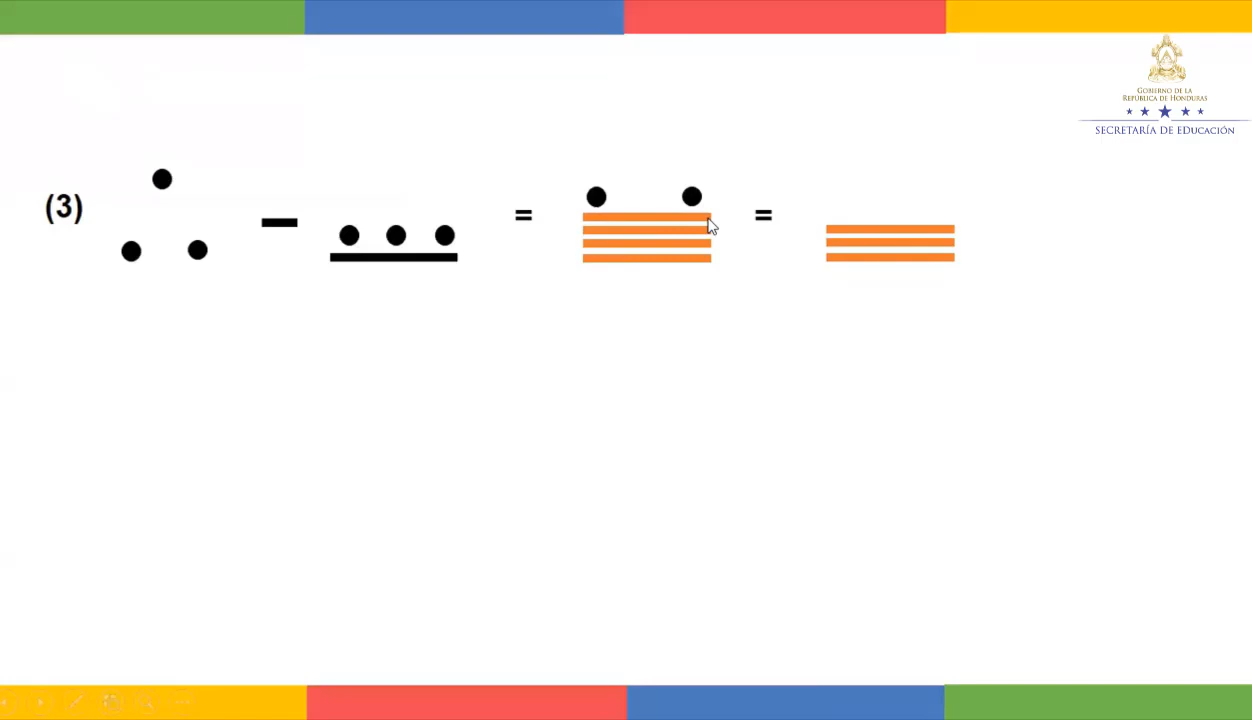 GOBIERNO DE LA
REPÚBLICA DE HONDURAS
SECRETARÍA DE EDUCACIÓN
(3) - = =